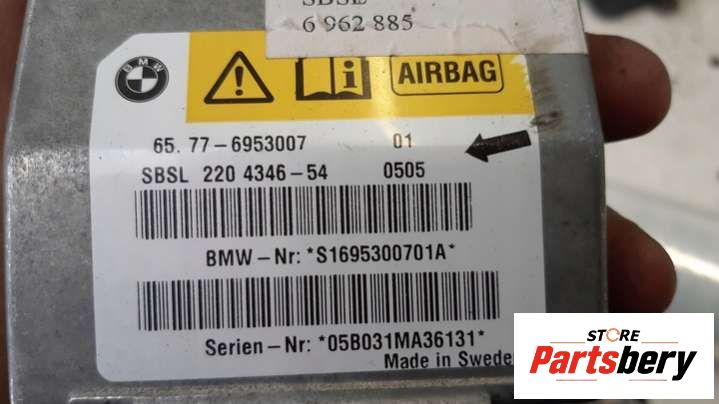 SBSL
6 962 885
BMW
AIRBAG
65. 77-6953007 01
SBSL 220 4346-54 0505
BMW-Nr: *S1695300701A*
Serien-Nr: *05B031MA36131*
Made in Sweden
STORE
Partsbery